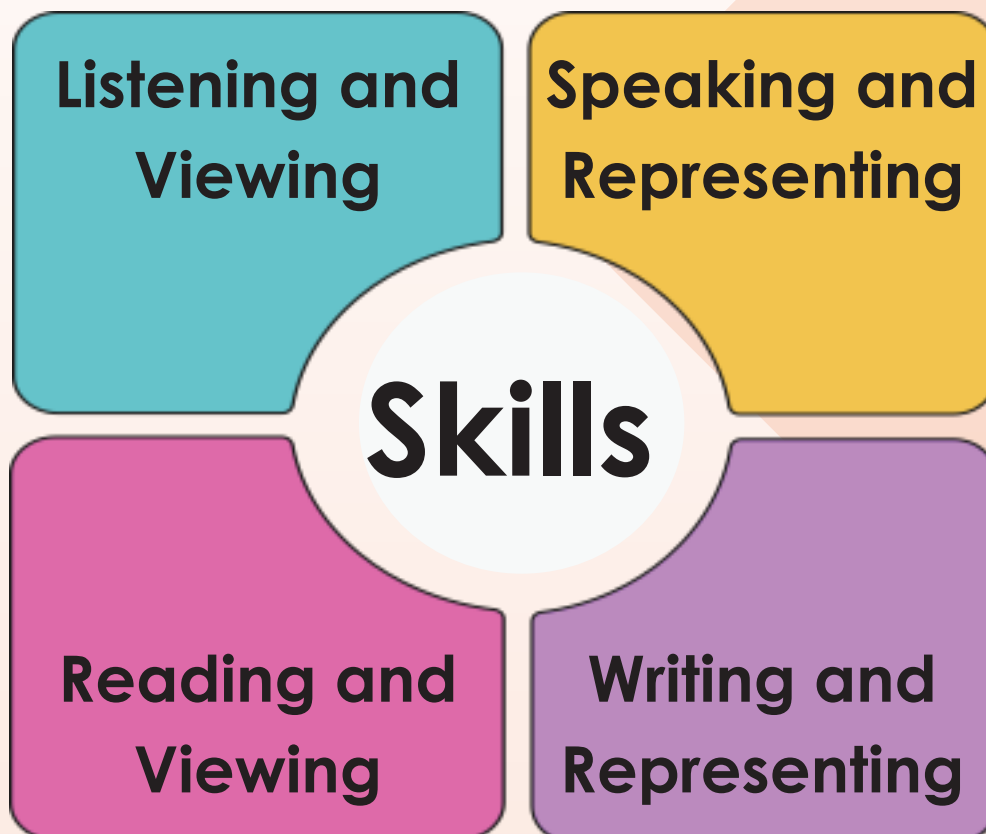 Listening and
Viewing
Speaking and
Representing
Skills
Reading and
Viewing
Writing and
Representing